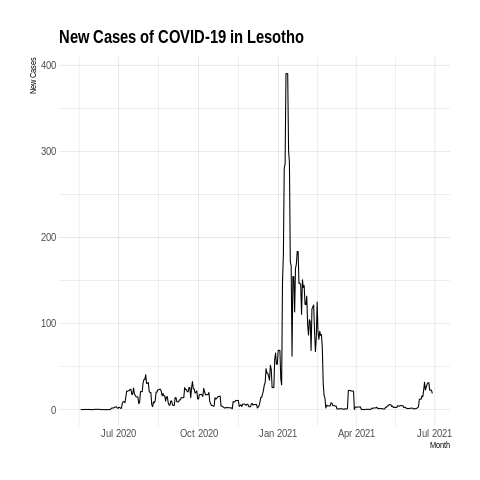 New Cases of COVID-19 in Lesotho
New Cases
400
300
200
100
0
Jul 2020
Oct 2020
Jan 2021
Apr 2021
Jul 2021
Month